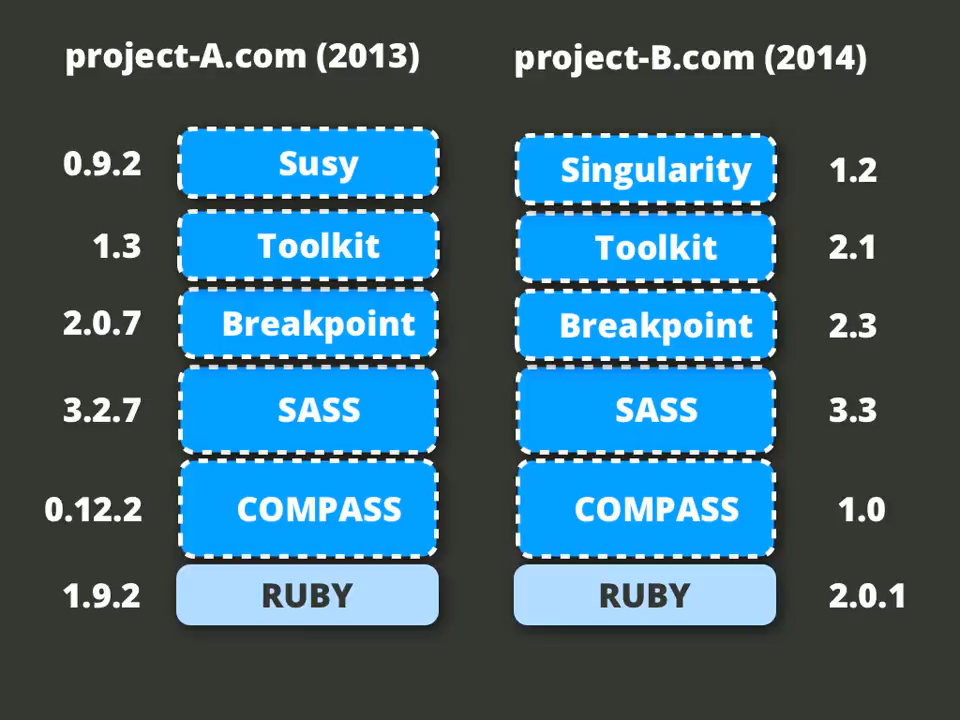 project-A.com (2013)
project-B.com (2014)
0.9.2 Susy
Singularity 1.2
1.3 Toolkit
Toolkit 2.1
2.0.7 Breakpoint
Breakpoint 2.3
3.2.7 SASS
SASS 3.3
0.12.2 COMPASS
COMPASS 1.0
1.9.2 RUBY
RUBY 2.0.1